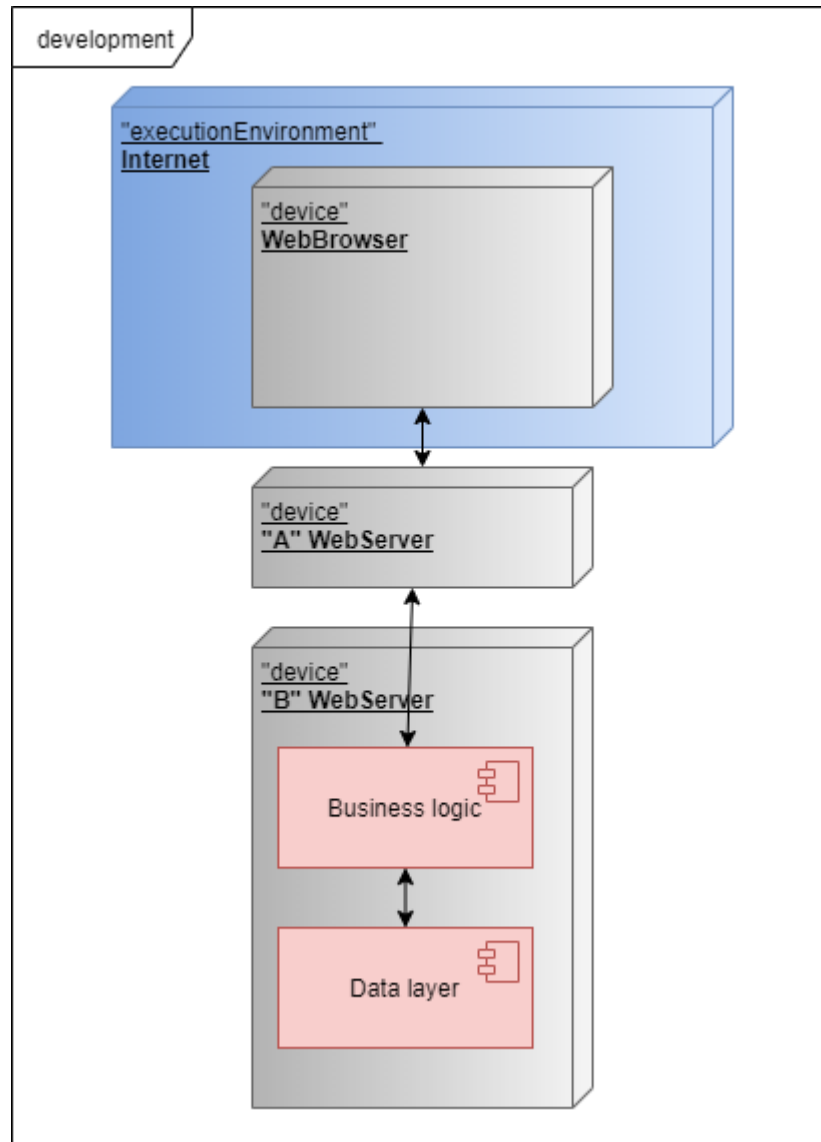 development
"executionEnvironment"
Internet
"device"
WebBrowser
"device"
"A" WebServer
"device"
"B" WebServer
Business logic
Data layer